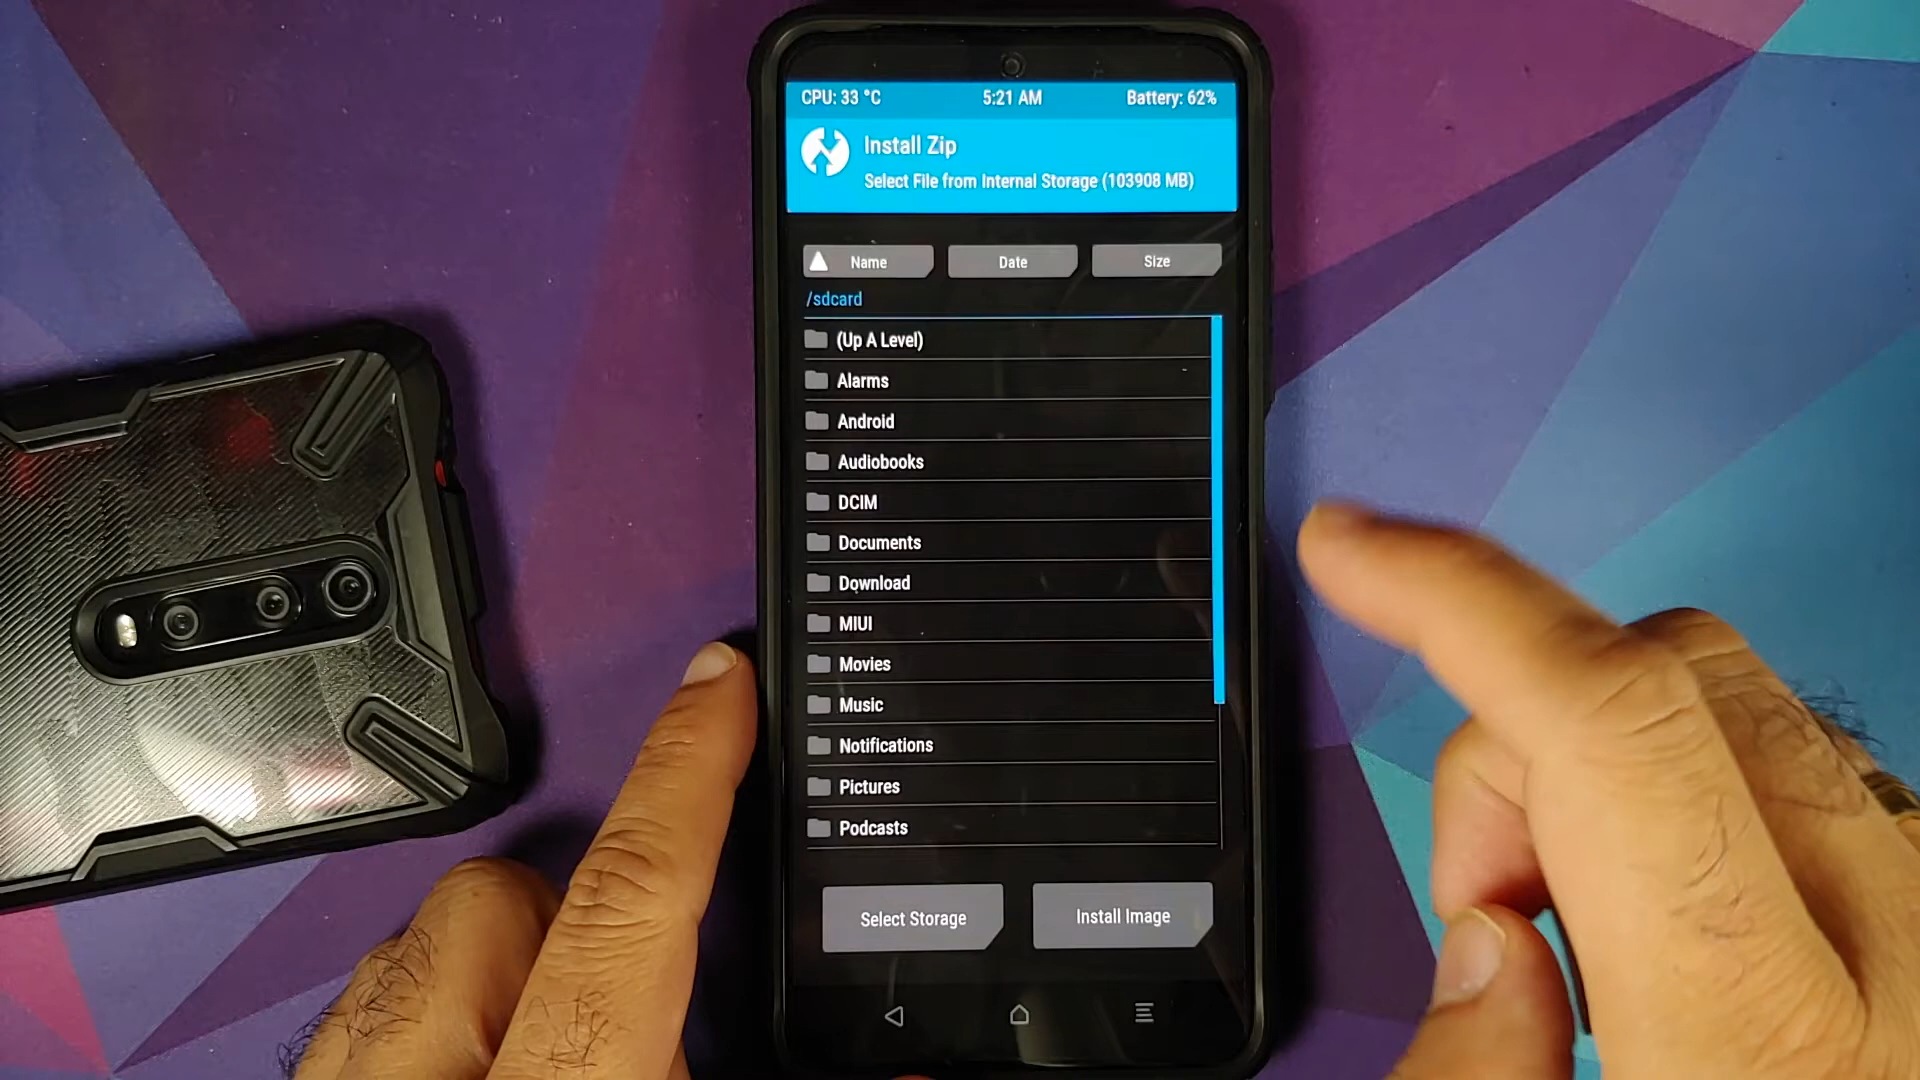 CPU: 33 °C 5:21 AM Battery: 62%
Install Zip
Select File from Internal Storage (103908 MB)
Name Date Size
/sdcard
(Up A Level)
Alarms
Android
Audiobooks
DCIM
Documents
Download
MIUI
Movies
Music
Notifications
Pictures
Podcasts
Select Storage Install Image